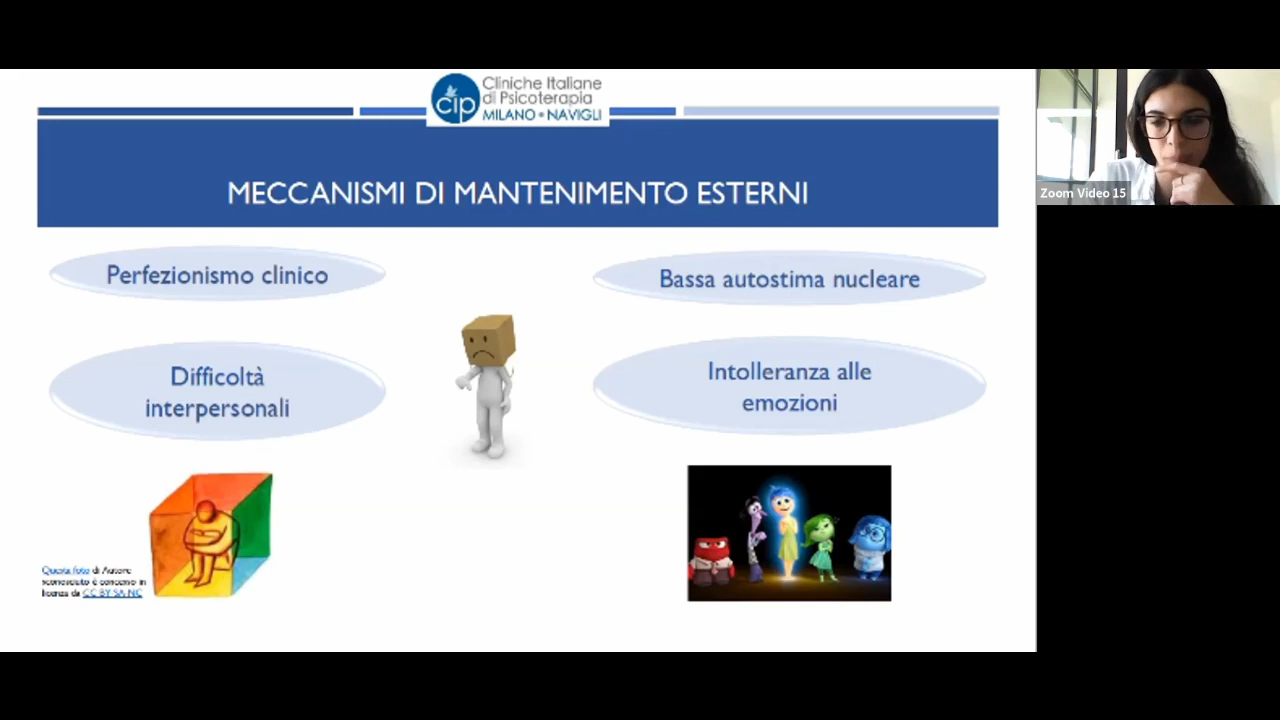 Cliniche Italiane
di Psicoterapia
cip
MILANO • NAVIGLI
MECCANISMI DI MANTENIMENTO ESTERNI
Perfezionismo clinico
Bassa autostima nucleare
Difficoltà
interpersonali
Intolleranza alle
emozioni
Questa foto di Autore
sconosciuto è concesso in
licenza da CC BY-SA-NC
Zoom Video 15